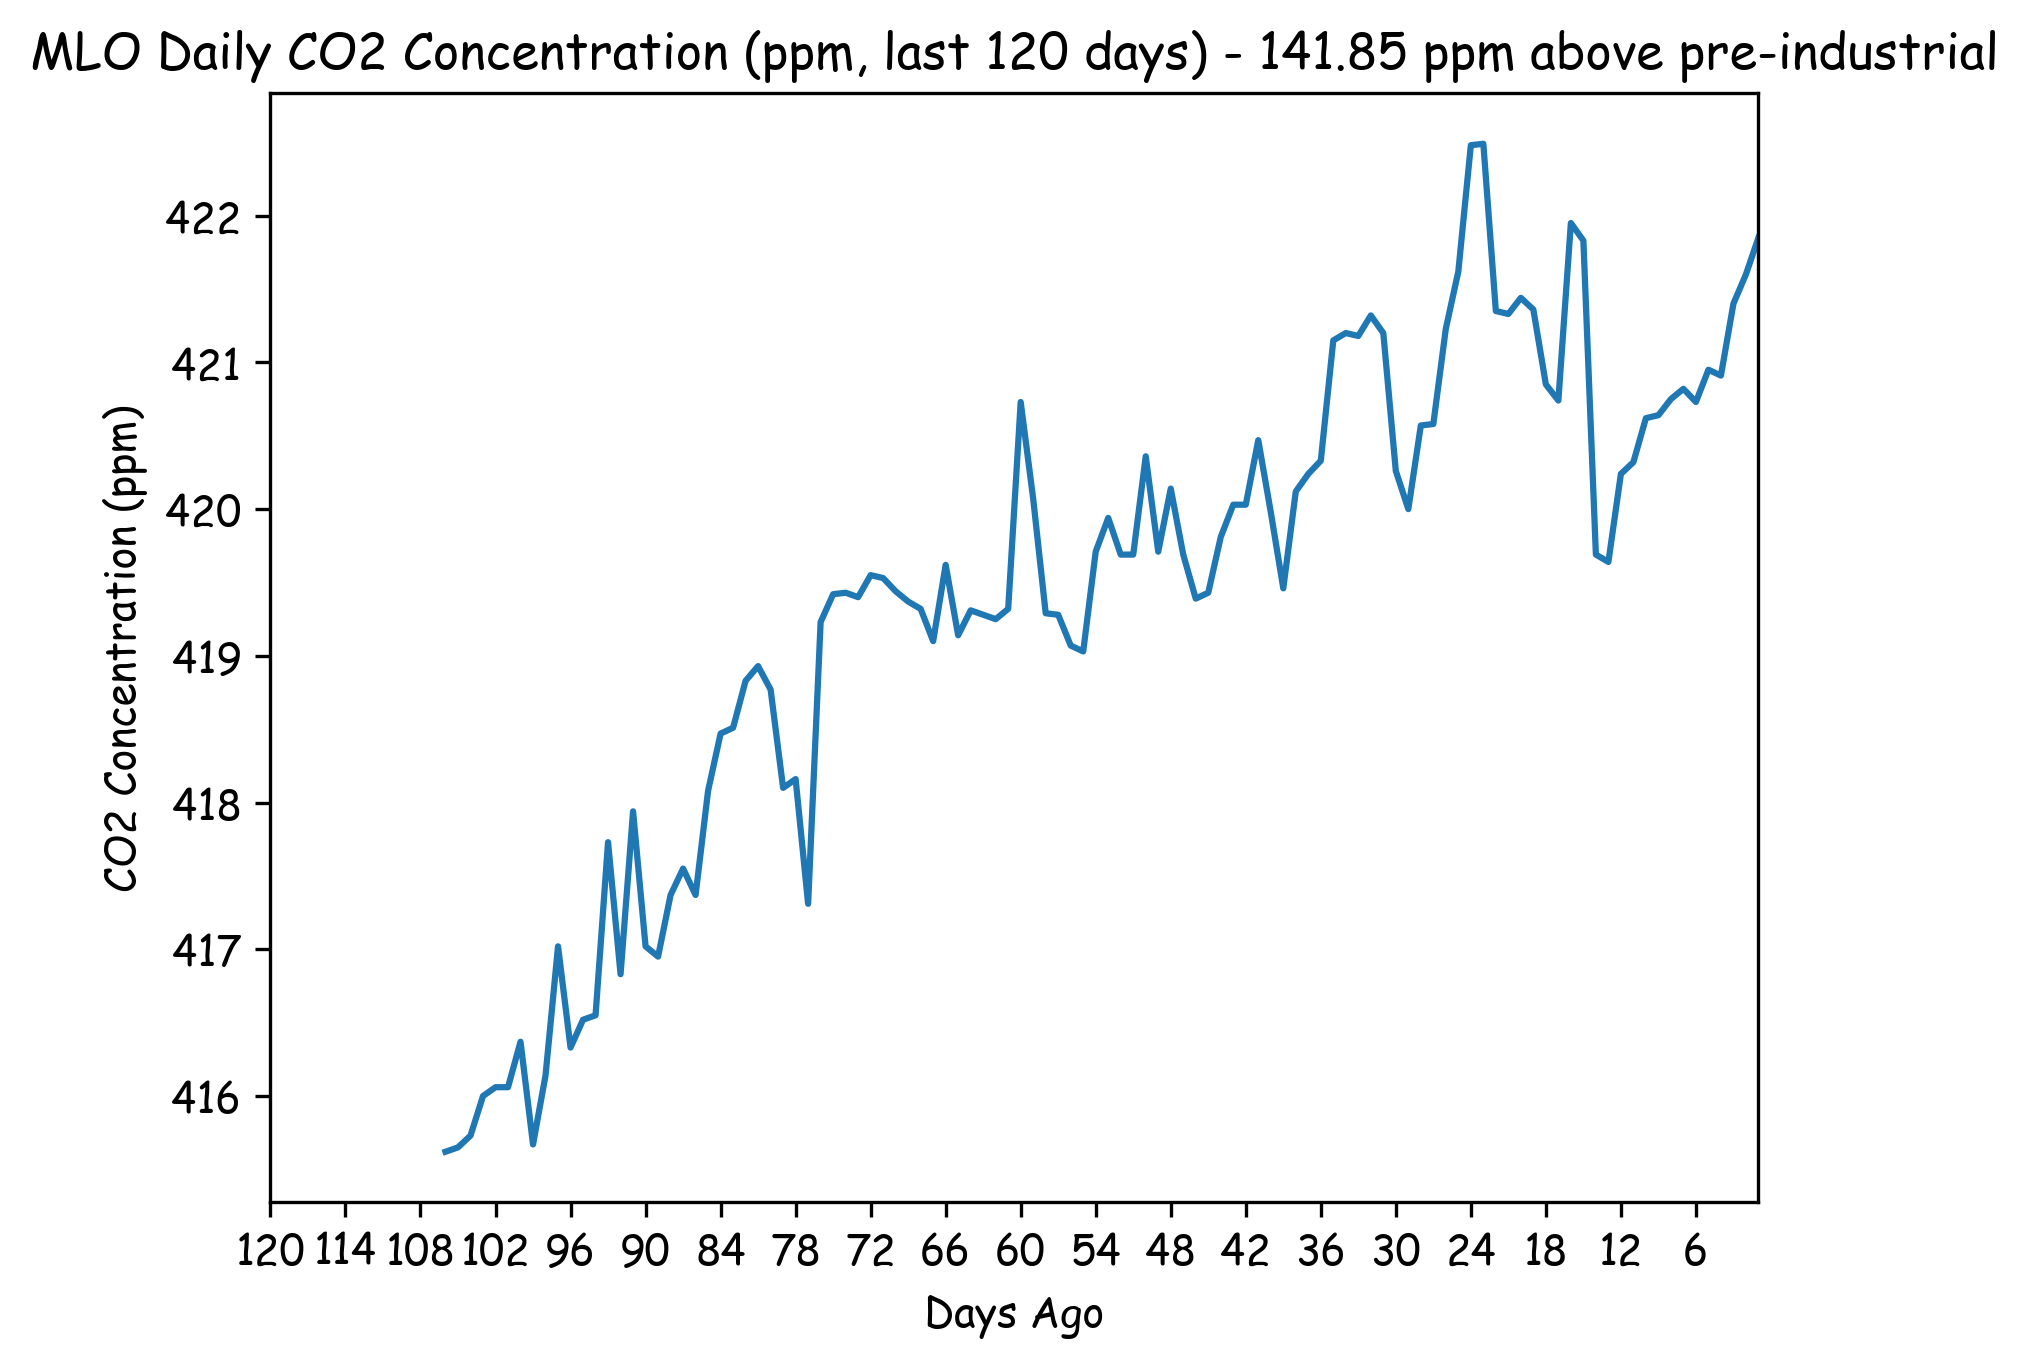 MLO Daily CO2 Concentration (ppm, last 120 days) - 141.85 ppm above pre-industrial
422
421
420
419
418
417
416
CO2 Concentration (ppm)
120 114 108 102 96 90 84 78 72 66 60 54 48 42 36 30 24 18 12 6
Days Ago